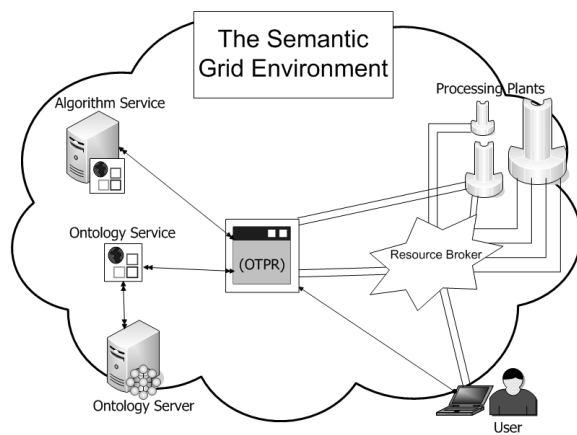 The Semantic
Grid Environment
Algorithm Service
Processing Plants
Ontology Service
(OTPR)
Resource Broker
Ontology Server
User